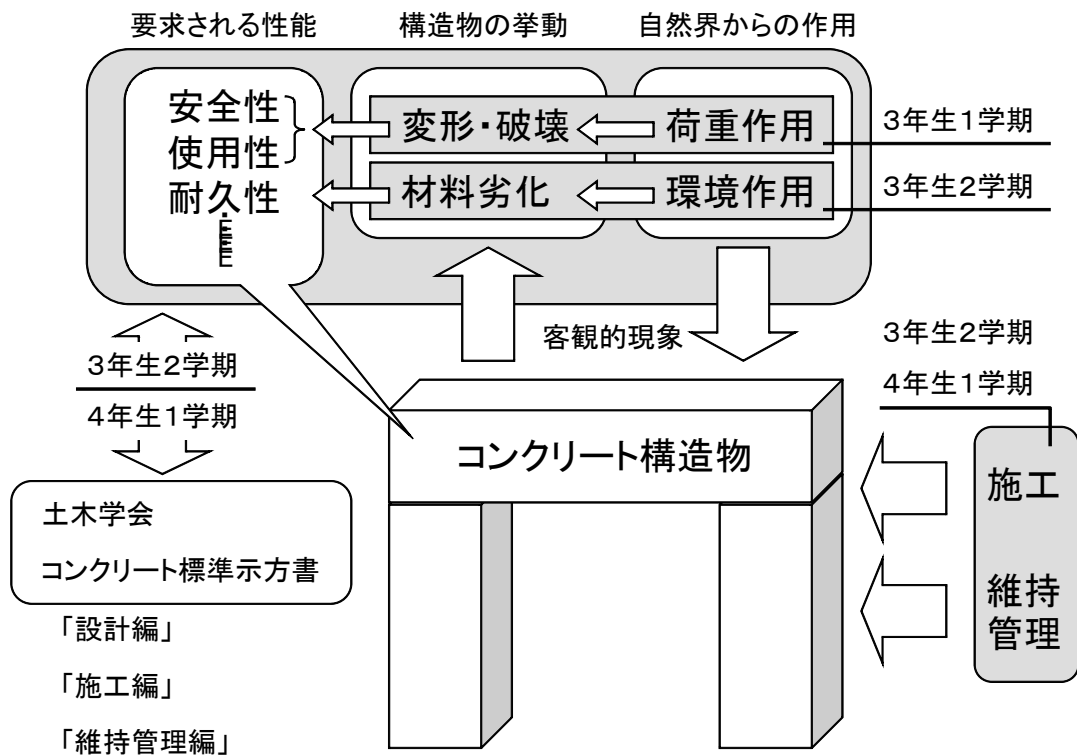 要求される性能
構造物の挙動
自然界からの作用
安全性
使用性
耐久性
変形・破壊
荷重作用
材料劣化
環境作用
3年生1学期
3年生2学期
客観的現象
3年生2学期
4年生1学期
3年生2学期
4年生1学期
コンクリート構造物
施工
維持
管理
土木学会
コンクリート標準示方書
「設計編」
「施工編」
「維持管理編」